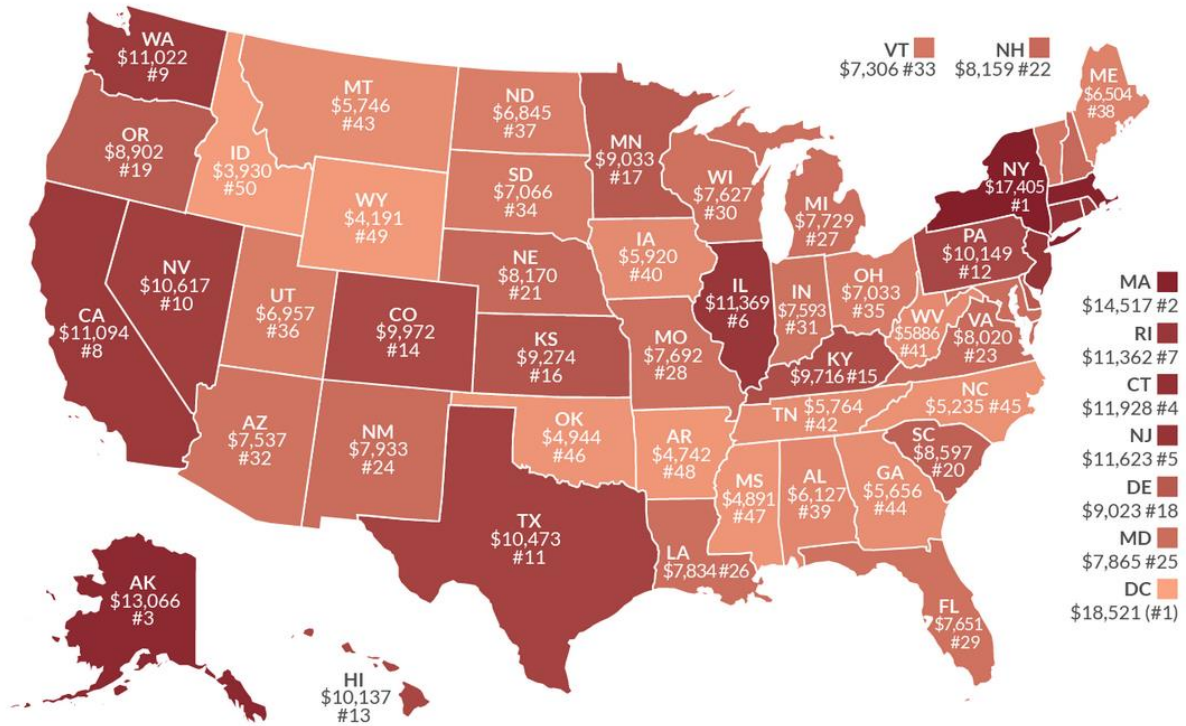 WA
$11,022
#9
OR
$8,902
#19
ID
$3,930
#50
MT
$5,746
#43
WY
$4,191
#49
ND
$6,845
#37
SD
$7,066
#34
NE
$8,170
#21
MN
$9,033
#17
WI
$7,627
#30
MI
$7,729
#27
VT
$7,306 #33
NH
$8,159 #22
ME
$6,504
#38
NY
$17,405
#1
PA
$10,149
#12
CA
$11,094
#8
NV
$10,617
#10
UT
$6,957
#36
CO
$9,972
#14
KS
$9,274
#16
IA
$5,920
#40
MO
$7,692
#28
IL
$11,369
#6
IN
$7,593
#31
OH
$7,033
#35
WV
$5886
#41
VA
$8,020
#23
KY
$9,716 #15
NC
$5,235 #45
TN $5,764
#42
SC
$8,597
#20
AZ
$7,537
#32
NM
$7,933
#24
OK
$4,944
#46
AR
$4,742
#48
MS
$4,891
#47
AL
$6,127
#39
GA
$5,656
#44
TX
$10,473
#11
LA
$7,834 #26
FL
$7,651
#29
AK
$13,066
#3
HI
$10,137
#13
MA
$14,517 #2
RI
$11,362 #7
CT
$11,928 #4
NJ
$11,623 #5
DE
$9,023 #18
MD
$7,865 #25
DC
$18,521 (#1)